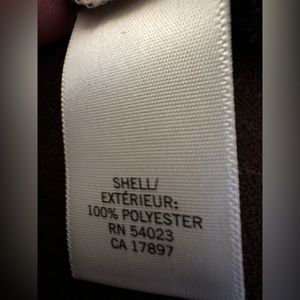 SHELL/
EXTÉRIEUR:
100% POLYESTER
RN 54023
CA 17897